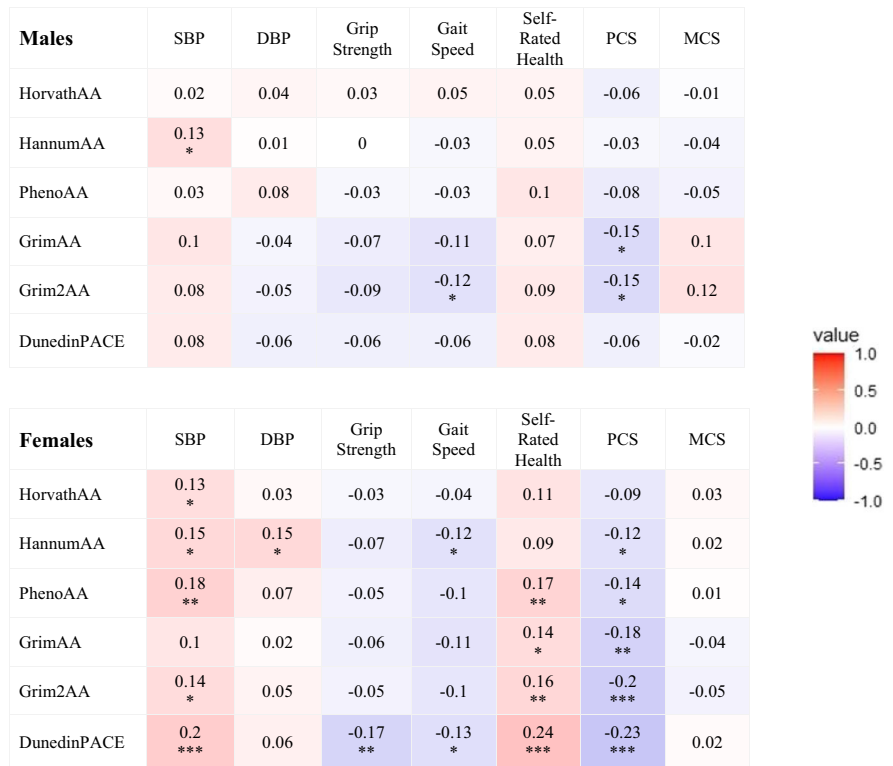 Males SBP DBP Grip Strength Gait Speed Self-Rated Health PCS MCS
HorvathAA 0.02 0.04 0.03 0.05 0.05 -0.06 -0.01
HannumAA 0.13 * 0.01 0 -0.03 0.05 -0.03 -0.04
PhenoAA 0.03 0.08 -0.03 -0.03 0.1 -0.08 -0.05
GrimAA 0.1 -0.04 -0.07 -0.11 0.07 -0.15 * 0.1
Grim2AA 0.08 -0.05 -0.09 -0.12 * 0.09 -0.15 * 0.12
DunedinPACE 0.08 -0.06 -0.06 -0.06 0.08 -0.06 -0.02
Females SBP DBP Grip Strength Gait Speed Self-Rated Health PCS MCS
HorvathAA 0.13 * 0.03 -0.03 -0.04 0.11 -0.09 0.03
HannumAA 0.15 * 0.15 * -0.07 -0.12 * 0.09 -0.12 * 0.02
PhenoAA 0.18 ** 0.07 -0.05 -0.1 0.17 ** -0.14 * 0.01
GrimAA 0.1 0.02 -0.06 -0.11 0.14 * -0.18 ** -0.04
Grim2AA 0.14 * 0.05 -0.05 -0.1 0.16 ** -0.2 *** -0.05
DunedinPACE 0.2 *** 0.06 -0.17 ** -0.13 * 0.24 *** -0.23 *** 0.02
value
1.0
0.5
0.0
-0.5
-1.0